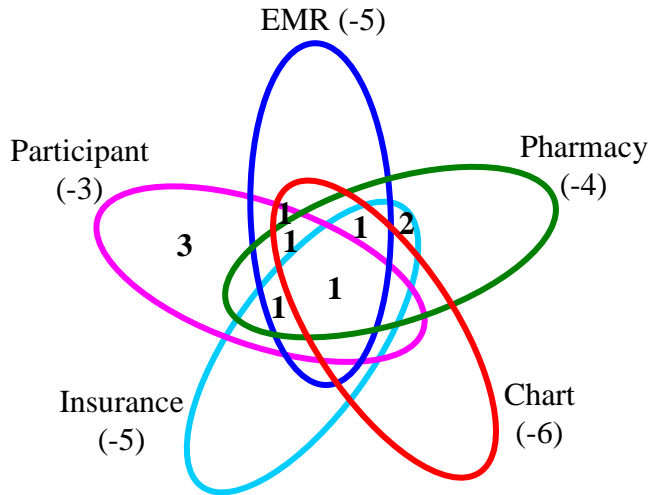 EMR (-5)
Participant
(-3)
Pharmacy
(-4)
1
1
1
2
3
1
1
Insurance
(-5)
Chart
(-6)